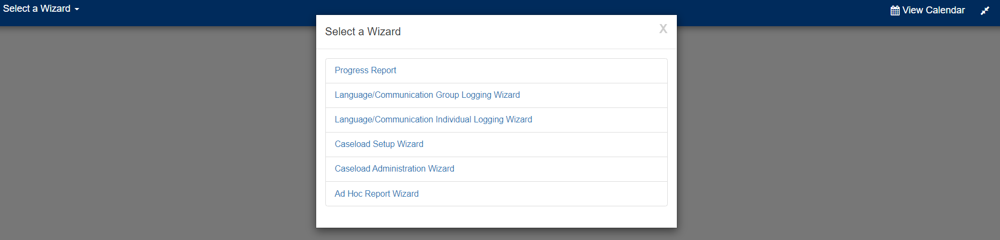 Select a Wizard
View Calendar
Select a Wizard
X
Progress Report
Language/Communication Group Logging Wizard
Language/Communication Individual Logging Wizard
Caseload Setup Wizard
Caseload Administration Wizard
Ad Hoc Report Wizard